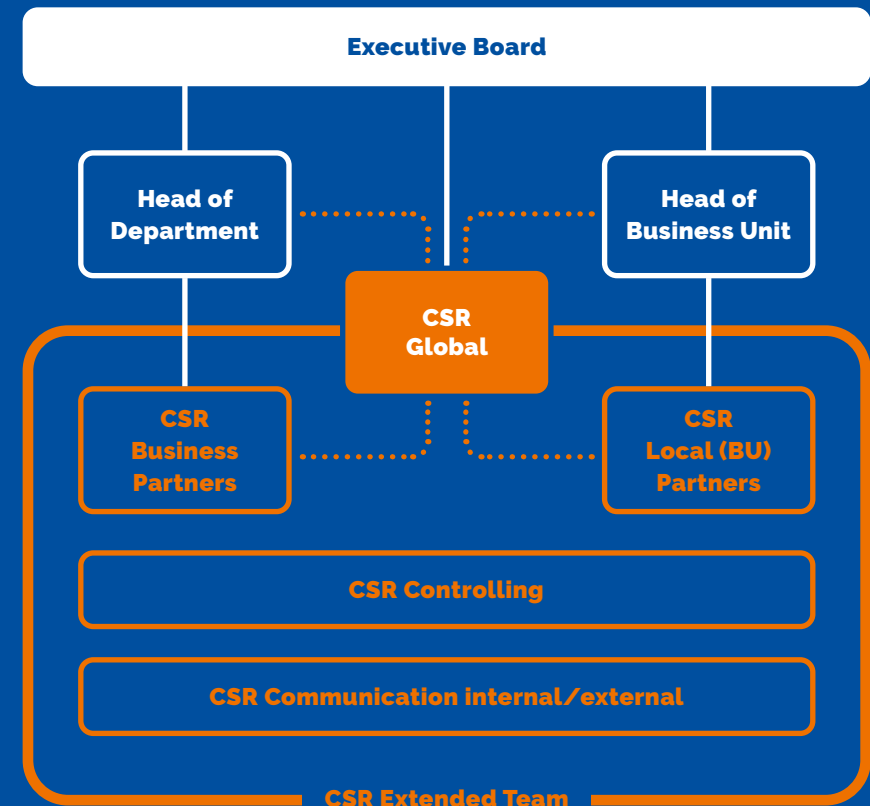 Executive Board
Head of
Department
Head of
Business Unit
CSR
Global
CSR
Business
Partners
CSR
Local (BU)
Partners
CSR Controlling
CSR Communication internal/external
CSR Extended Team